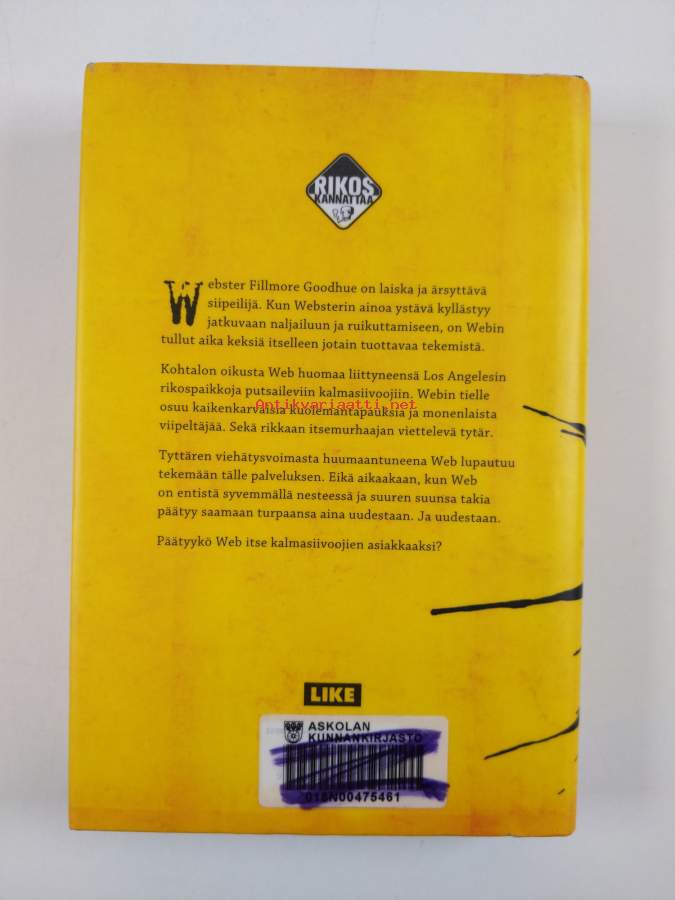 RIKOS
KANNATTAA
Webster Fillmore Goodhue on laiska ja ärsyttävä
siipeilijä. Kun Websterin ainoa ystävä kyllästyy
jatkuvaan naljailuun ja ruikuttamiseen, on Webin
tullut aika keksiä itselleen jotain tuottavaa tekemistä.
Kohtalon oikusta Web huomaa liittyneensä Los Angelesin
rikospaikkoja putsaileviin kalmasiivoojiin. Webin tielle
Antikvariaatti.net
osuu kaikenkarvaisia kuolemantapauksia ja monenlaista
viipeltäjää. Sekä rikkaan itsemurhaajan viettelevä tytär.
Tyttären viehätysvoimasta huumaantuneena Web lupautuu
tekemään tälle palveluksen. Eikä aikaakaan, kun Web
on entistä syvemmällä nesteessä ja suuren suunsa takia
päätyy saamaan turpaansa aina uudestaan. Ja uudestaan.
Päätyykö Web itse kalmasiivoojien asiakkaaksi?
LIKE
ASKOLAN
KUNNANKIRJASTO
018N00475461